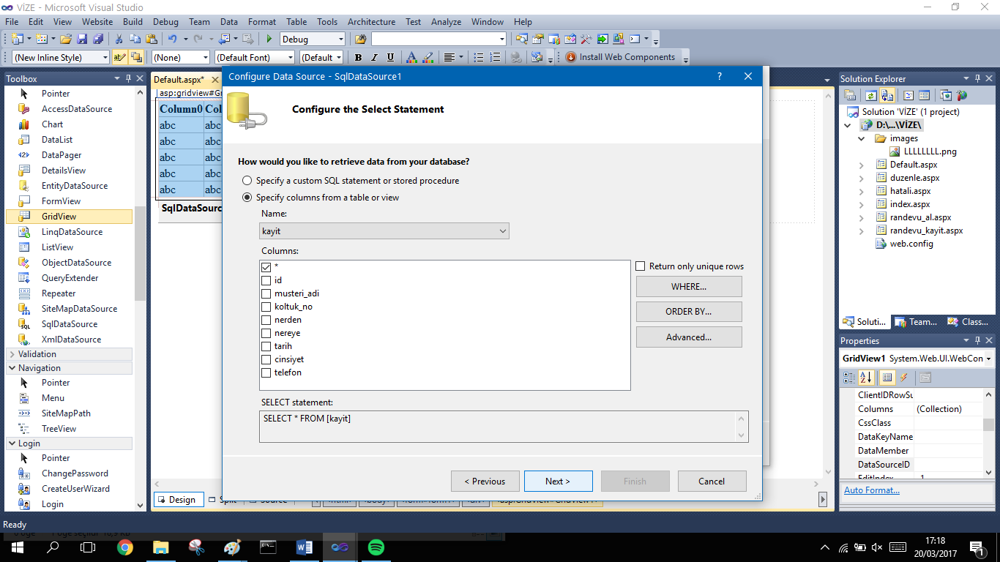 VİZE - Microsoft Visual Studio
File Edit View Website Build Debug Team Data Format Table Tools Architecture Test Analyze Window Help
Debug
(New Inline Style) (None) (Default Font) (Default B I U A Install Web Components
Toolbox
Pointer
AccessDataSource
Chart
DataList
DataPager
DetailsView
EntityDataSource
FormView
GridView
LinqDataSource
ListView
ObjectDataSource
QueryExtender
Repeater
SiteMapDataSource
SqlDataSource
XmlDataSource
Validation
Navigation
Pointer
Menu
SiteMapPath
TreeView
Login
Pointer
ChangePassword
CreateUserWizard
Login
Default.aspx*
asp:gridview#Gr
Column0 Col
abc abc
abc abc
abc abc
abc abc
abc abc
SqlDataSourc
Configure Data Source - SqlDataSource1
Configure the Select Statement
How would you like to retrieve data from your database?
Specify a custom SQL statement or stored procedure
Specify columns from a table or view
Name:
kayit
Columns:
*
id
musteri_adi
koltuk_no
nerden
nereye
tarih
cinsiyet
telefon
Return only unique rows
WHERE...
ORDER BY...
Advanced...
SELECT statement:
SELECT * FROM [kayit]
< Previous Next > Finish Cancel
Design
Solution Explorer
Solution 'VİZE' (1 project)
D:\...\VİZE\
images
LLLLLLLL.png
Default.aspx
duzenle.aspx
hatali.aspx
index.aspx
randevu_al.aspx
randevu_kayit.aspx
web.config
Soluti... Team... Class...
Properties
GridView1 System.Web.UI.WebCon
ClientIDRowSu
Columns (Collection)
CssClass
DataKeyName
DataMember
DataSourceID
EditIndex -1
Auto Format...
Ready
17:18
20/03/2017